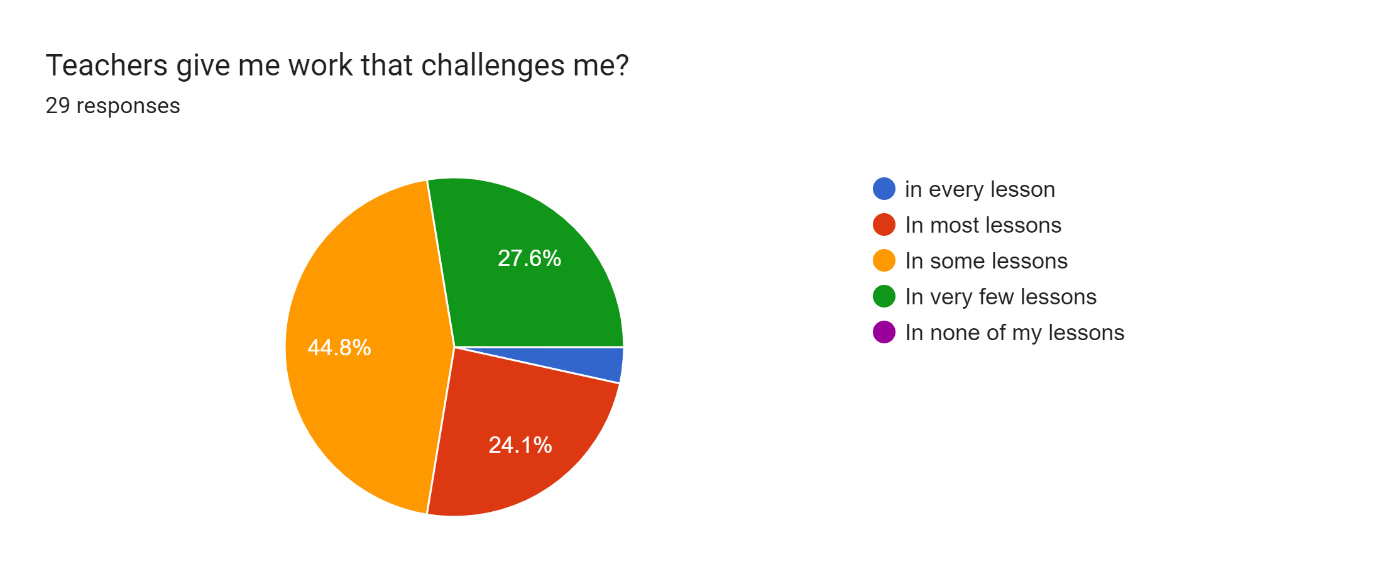 Teachers give me work that challenges me?
29 responses
in every lesson
In most lessons
In some lessons
In very few lessons
In none of my lessons
27.6%
44.8%
24.1%